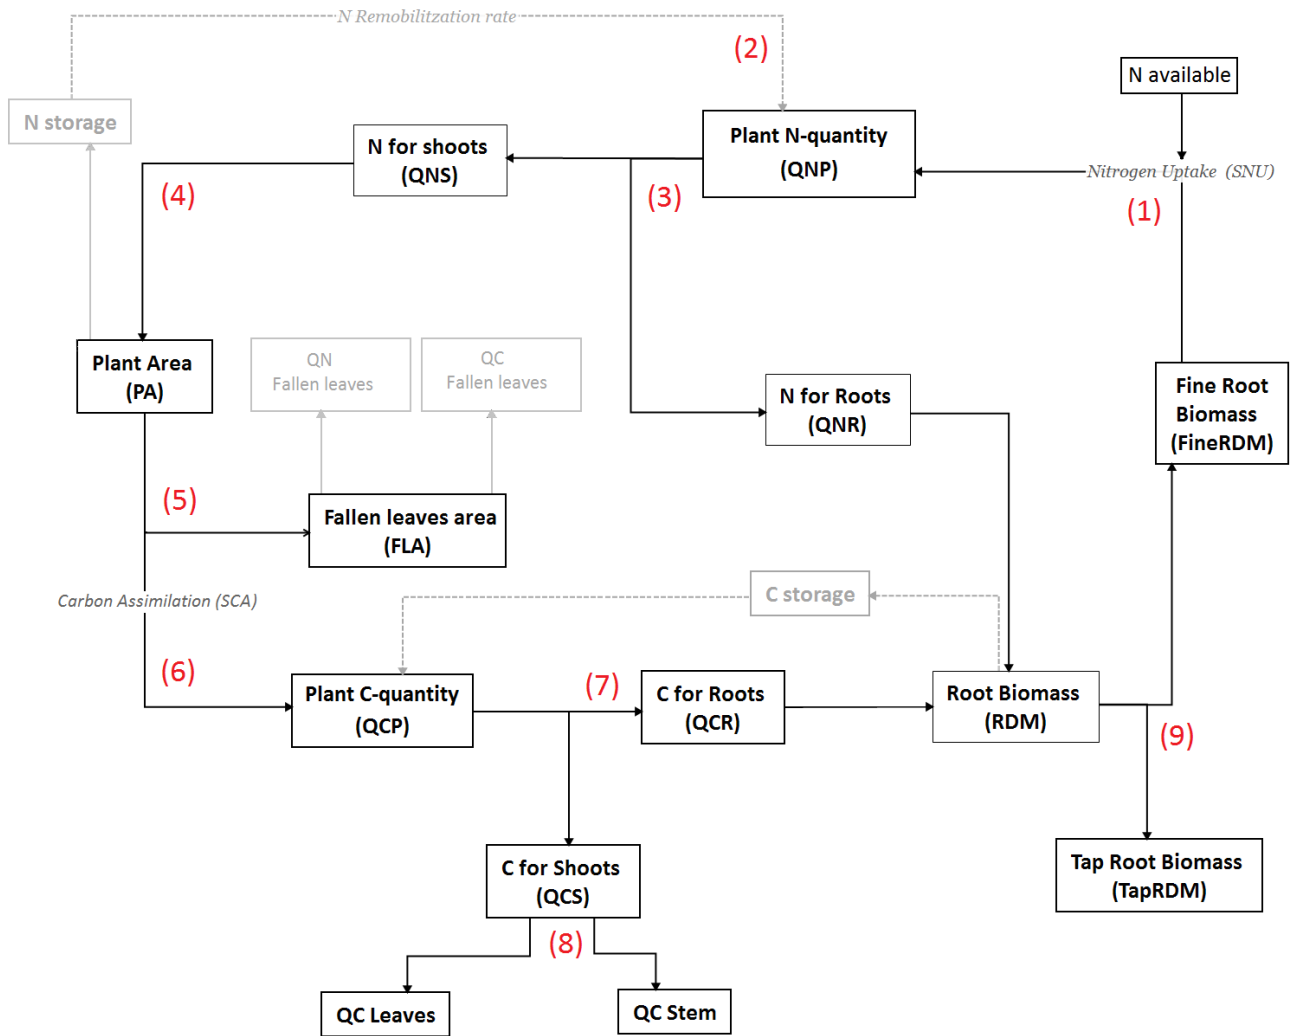 N Remobilitzation rate
(2)
N available
N storage
Plant N-quantity
(QNP)
N for shoots
(QNS)
Nitrogen Uptake (SNU)
(4)
(3)
(1)
Plant Area
(PA)
QN
Fallen leaves
QC
Fallen leaves
N for Roots
(QNR)
Fine Root
Biomass
(FineRDM)
(5)
Fallen leaves area
(FLA)
Carbon Assimilation (SCA)
C storage
(6)
Plant C-quantity
(QCP)
(7)
C for Roots
(QCR)
Root Biomass
(RDM)
(9)
C for Shoots
(QCS)
Tap Root Biomass
(TapRDM)
(8)
QC Leaves
QC Stem